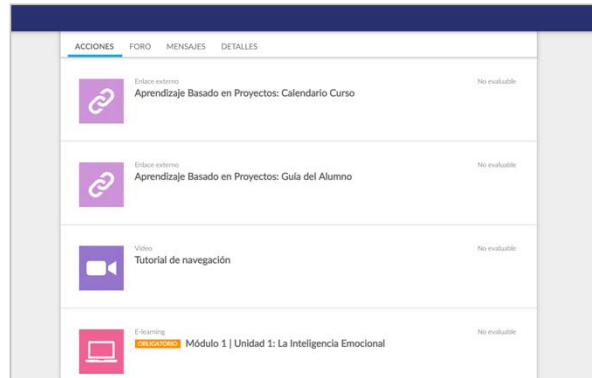 ACCIONES FORO MENSAJES DETALLES
Enlace externo No evaluable
Aprendizaje Basado en Proyectos: Calendario Curso
Enlace externo No evaluable
Aprendizaje Basado en Proyectos: Guía del Alumno
Video No evaluable
Tutorial de navegación
E-learning No evaluable
OBLIGATORIO Módulo 1 | Unidad 1: La Inteligencia Emocional